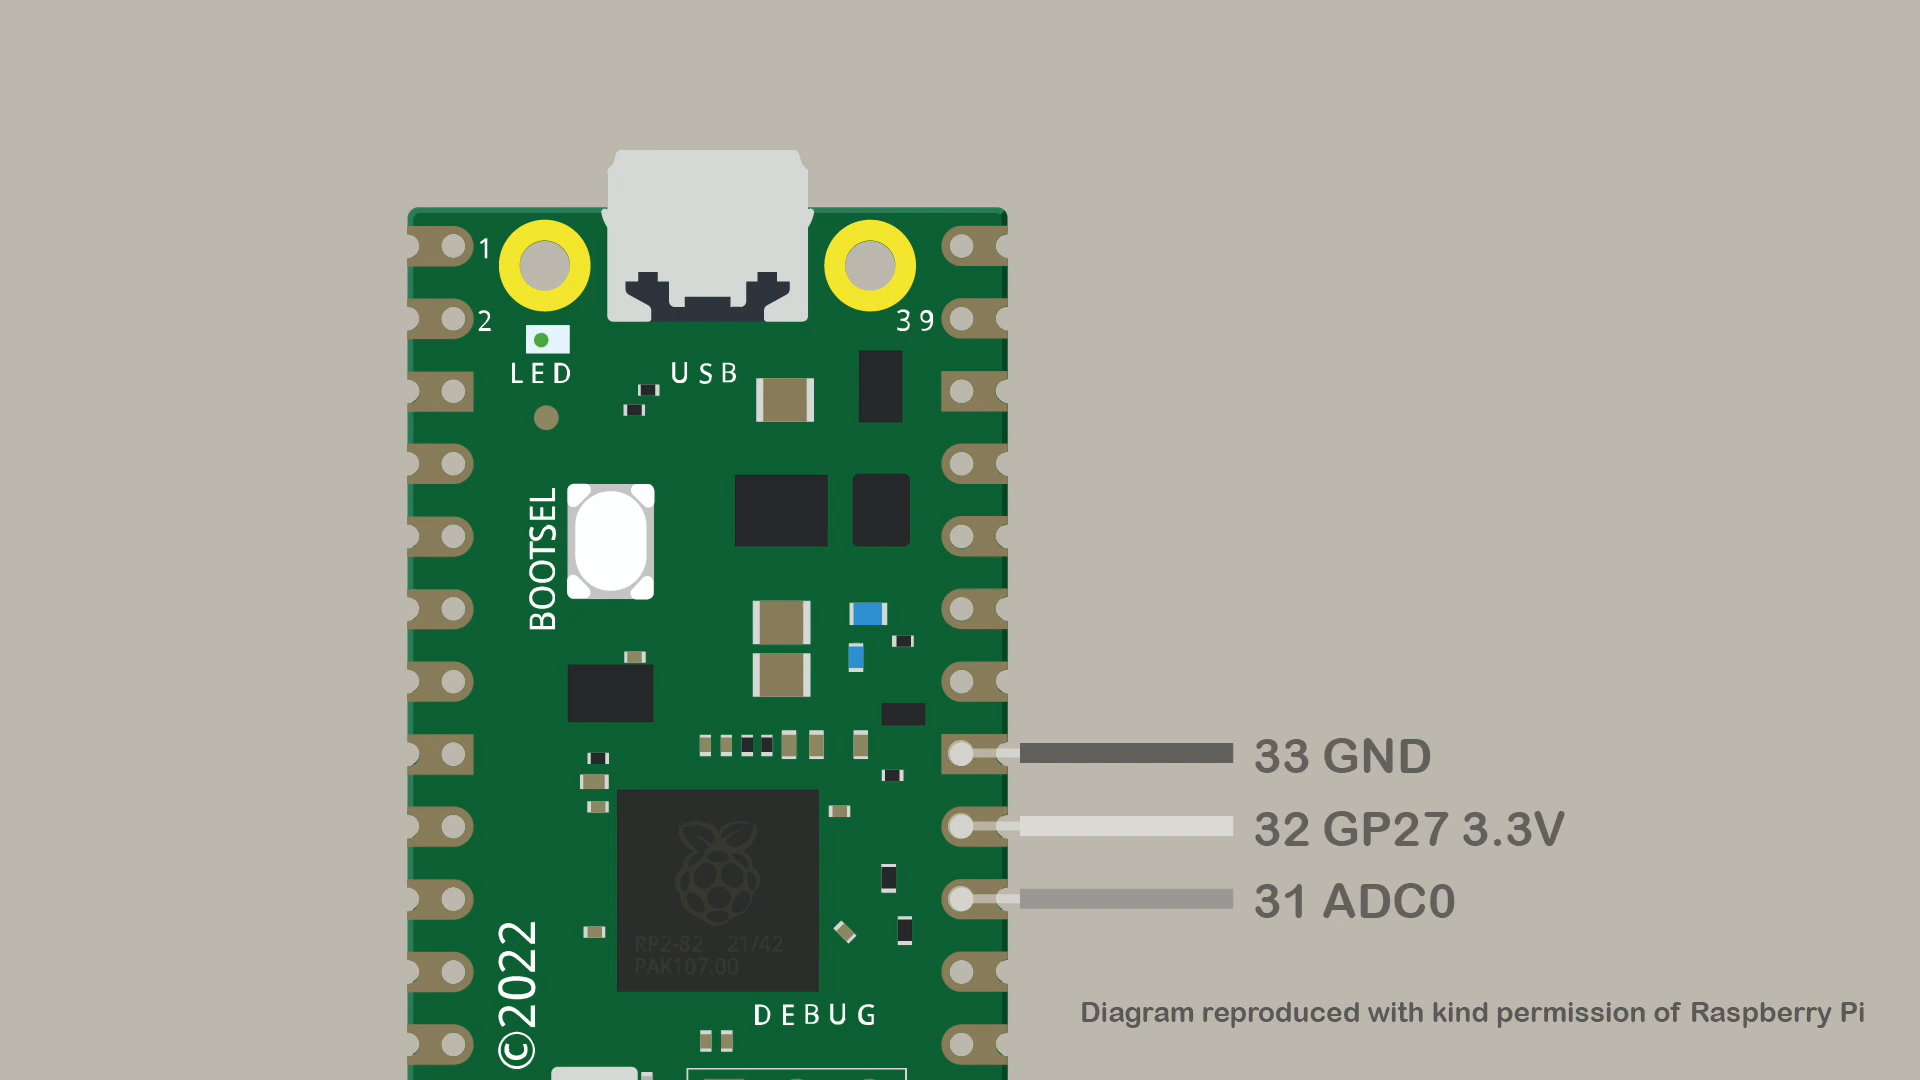 1
2
39
LED
USB
BOOTSEL
33 GND
32 GP27 3.3V
31 ADC0
RP2-82 21/42
PAK107.00
©2022
DEBUG
Diagram reproduced with kind permission of Raspberry Pi